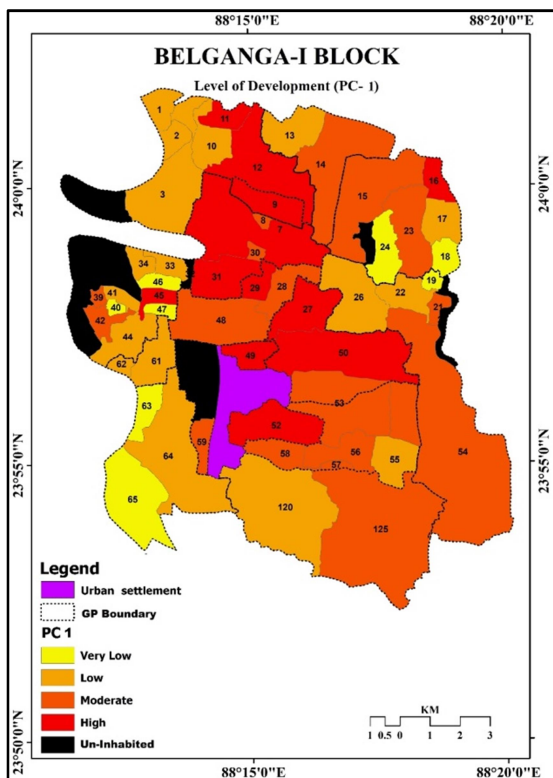 88°15'0"E 88°20'0"E
BELGANGA-I BLOCK
Level of Development (PC- 1)
1
11
2
10
13
12
14
3
9
15
16
8
7
17
23
24
18
30
34 33
31
46
29
28
19
39 41
45
26
22
40
47
27
21
42
48
44
49
50
62 61
63
53
52
59
54
64
58
56
55
57
65
120
125
24°0'0"N 24°0'0"N
23°55'0"N 23°55'0"N
23°50'0"N 23°50'0"N
Legend
Urban settlement
GP Boundary
PC 1
Very Low
Low
Moderate
High
Un-Inhabited
KM
1 0.5 0 1 2 3
88°15'0"E 88°20'0"E